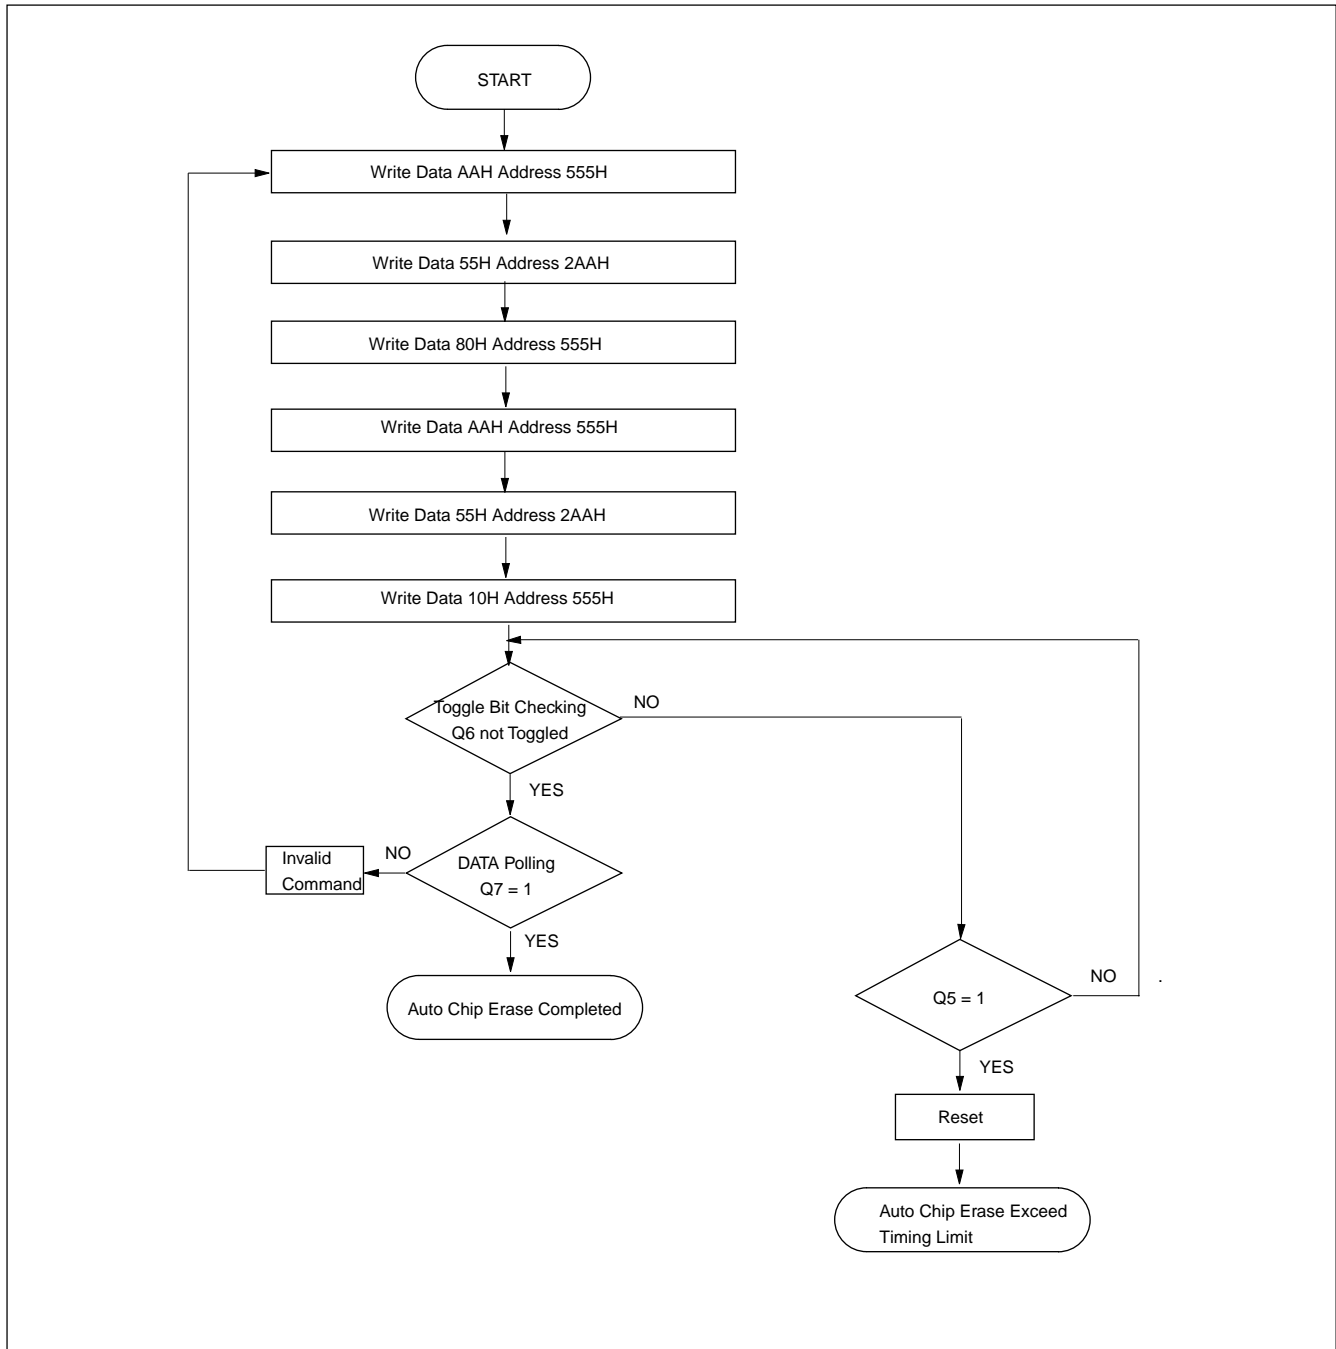 START
Write Data AAH Address 555H
Write Data 55H Address 2AAH
Write Data 80H Address 555H
Write Data AAH Address 555H
Write Data 55H Address 2AAH
Write Data 10H Address 555H
Toggle Bit Checking
Q6 not Toggled
NO
YES
Invalid
Command
NO
DATA Polling
Q7 = 1
YES
Auto Chip Erase Completed
Q5 = 1
NO
.
YES
Reset
Auto Chip Erase Exceed
Timing Limit